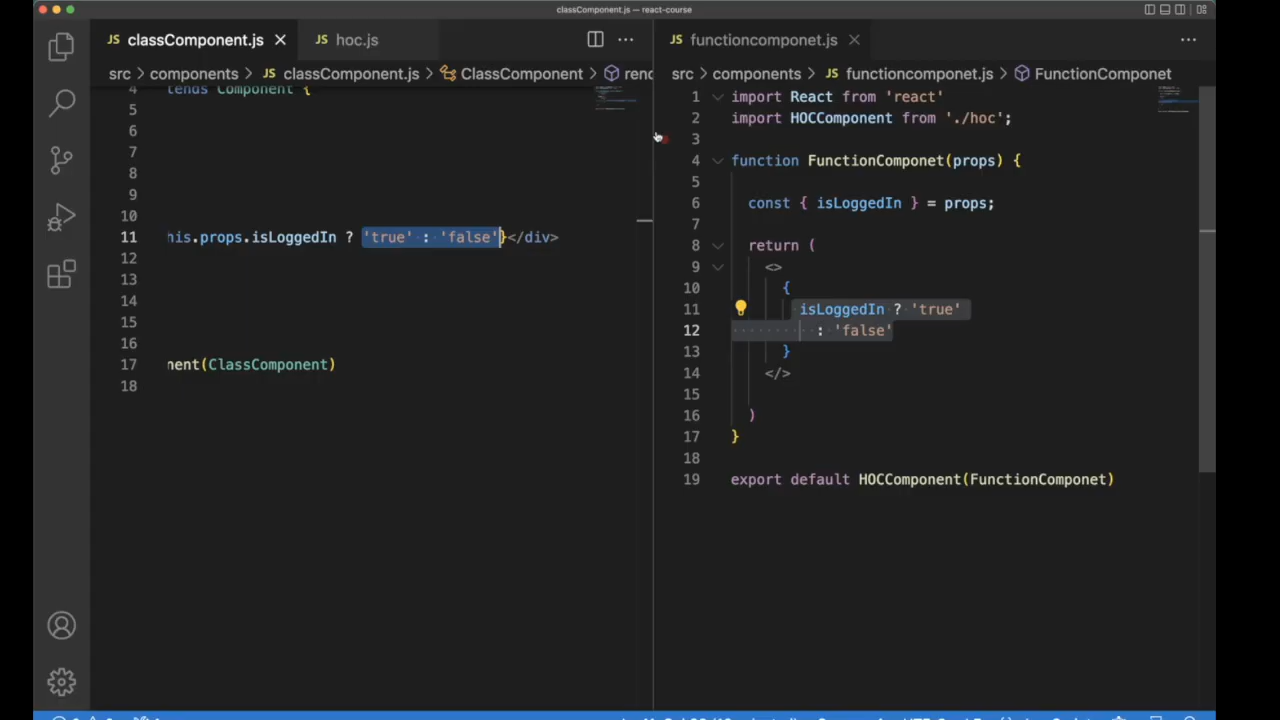 classComponent.js — react-course
JS classComponent.js
JS hoc.js
src > components > JS classComponent.js > ClassComponent > renc
4 tends Component {
5
6
7
8
9
10
11 his.props.isLoggedIn ? 'true' : 'false'}</div>
12
13
14
15
16
17 nent(ClassComponent)
18
JS functioncomponet.js
src > components > JS functioncomponet.js > FunctionComponet
1 import React from 'react'
2 import HOCComponent from './hoc';
3
4 function FunctionComponet(props) {
5
6 const { isLoggedIn } = props;
7
8 return (
9 <>
10 {
11 isLoggedIn ? 'true'
12 : 'false'
13 }
14 </>
15
16 )
17 }
18
19 export default HOCComponent(FunctionComponet)